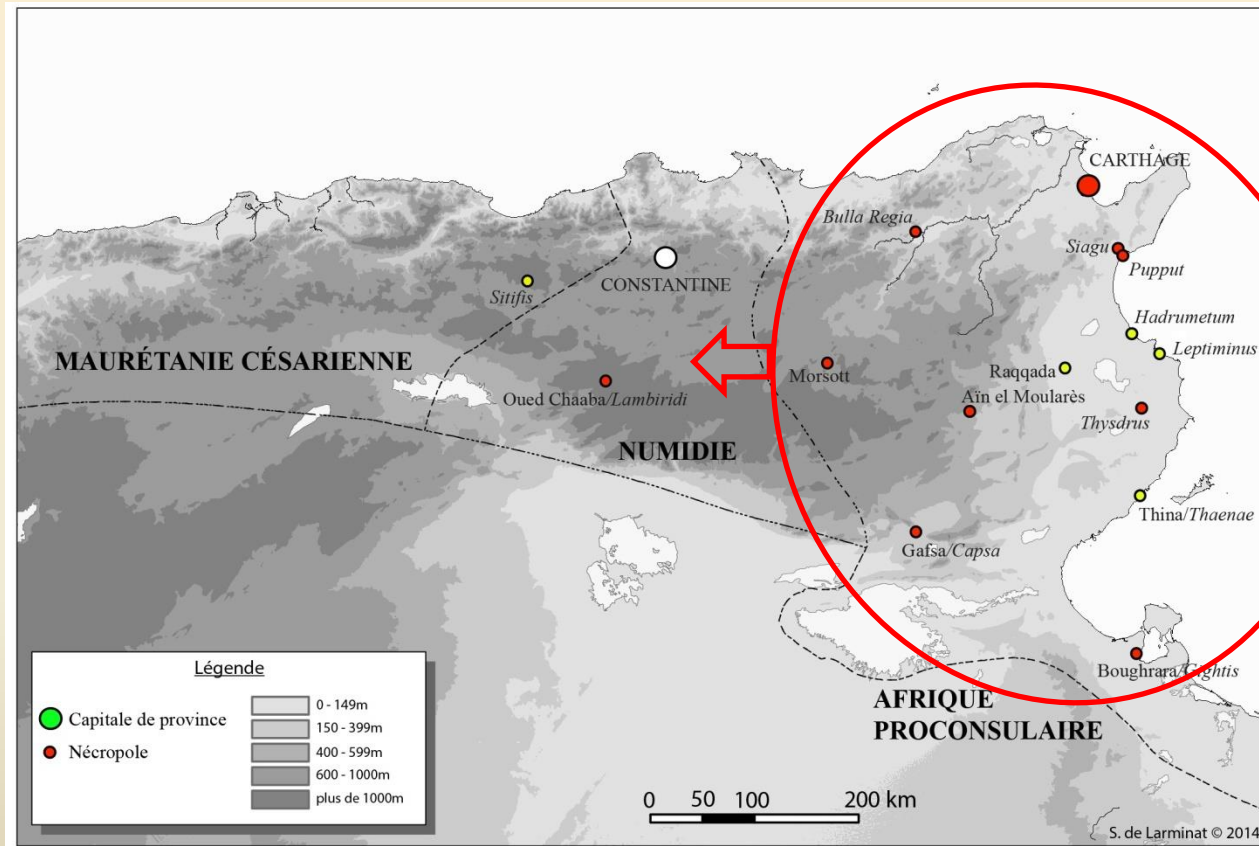 CARTHAGE
Bulla Regia
Siagu
Pupput
CONSTANTINE
Sitifis
Hadrumetum
Leptiminus
MAURÉTANIE CÉSARIENNE
Morsott
Raqqada
Oued Chaaba/Lambiridi
Aïn el Moularès
Thysdrus
NUMIDIE
Thina/Thaenae
Gafsa/Capsa
Boughrara/Gightis
AFRIQUE
PROCONSULAIRE
Légende
Capitale de province
Nécropole
0 - 149m
150 - 399m
400 - 599m
600 - 1000m
plus de 1000m
0 50 100 200 km
S. de Larminat © 2014